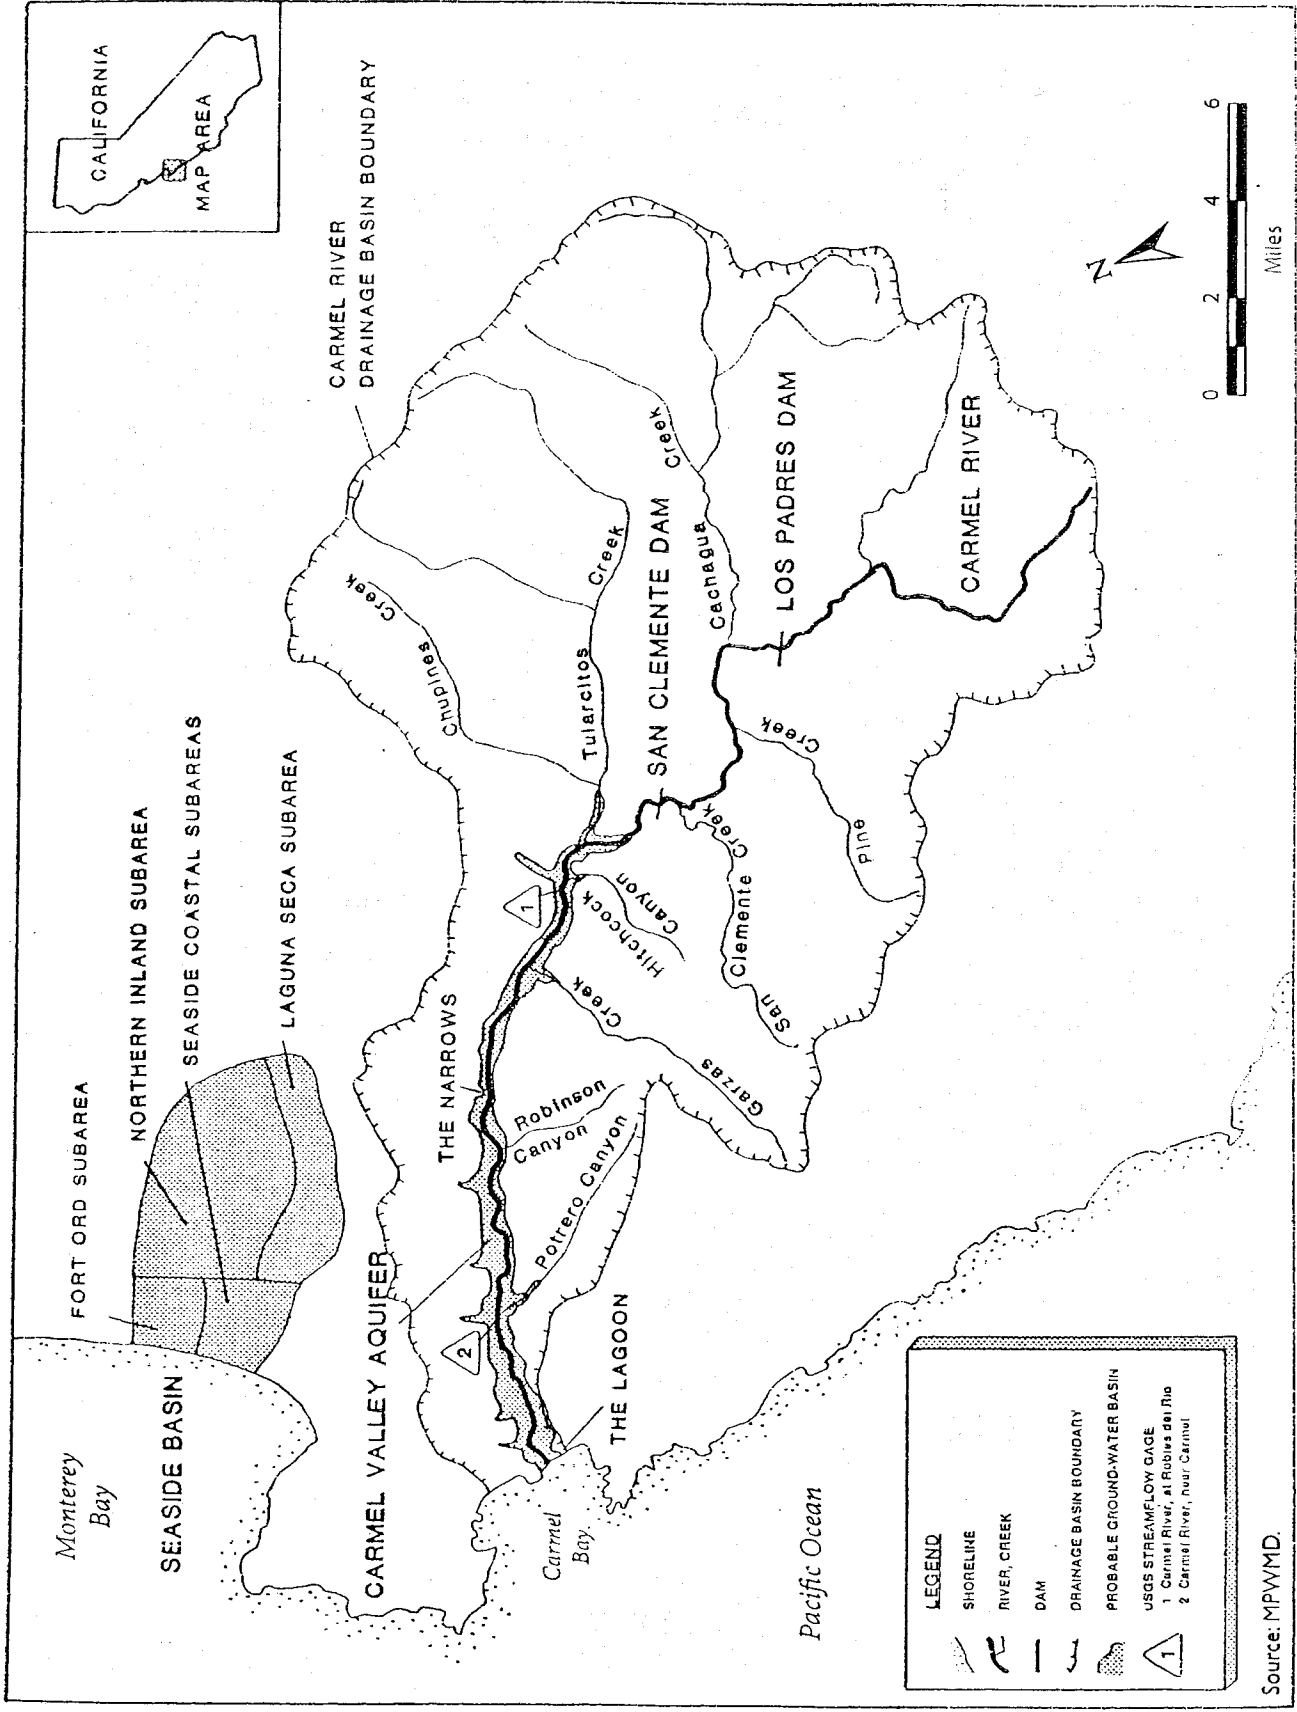 CALIFORNIA
MAP AREA
CARMEL RIVER
DRAINAGE BASIN BOUNDARY
Monterey
Bay
SEASIDE BASIN
FORT ORD SUBAREA
NORTHERN INLAND SUBAREA
SEASIDE COASTAL SUBAREAS
LAGUNA SECA SUBAREA
CARMEL VALLEY AQUIFER
THE NARROWS
Chupines
Creek
Tularcitos
Creek
SAN CLEMENTE DAM
Cachagua
Creek
LOS PADRES DAM
CARMEL RIVER
1
2
Hitchcock
Canyon
Garzas
Creek
San
Clemente
Creek
Pine
Creek
Robinson
Canyon
Potrero Canyon
THE LAGOON
Carmel
Bay
Pacific Ocean
N
0
2
4
6
Miles
LEGEND
SHORELINE
RIVER, CREEK
DAM
DRAINAGE BASIN BOUNDARY
PROBABLE GROUND-WATER BASIN
1
USGS STREAMFLOW GAGE
1 Carmel River, at Robles del Rio
2 Carmel River, near Carmel
Source: MPWMD.